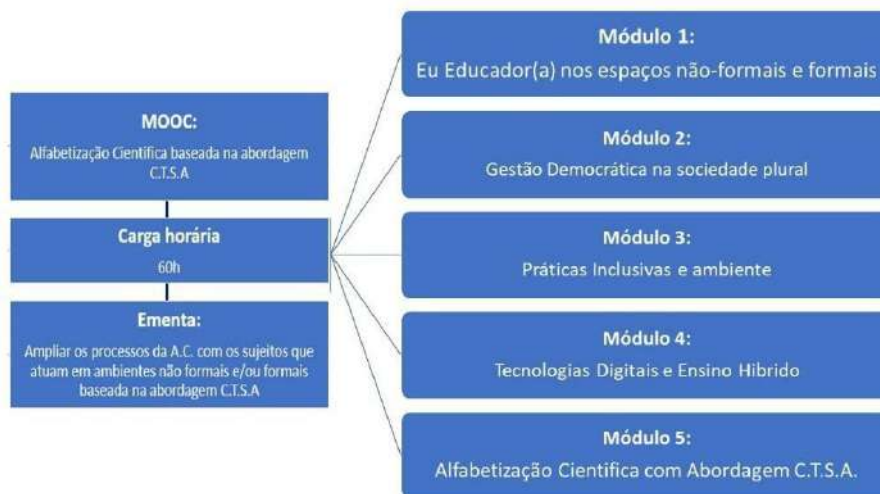 MOOC:
Alfabetização Científica baseada na abordagem
C.T.S.A
Carga horária
60h
Ementa:
Ampliar os processos da A.C. com os sujeitos que
atuam em ambientes não formais e/ou formais
baseada na abordagem C.T.S.A
Módulo 1:
Eu Educador(a) nos espaços não-formais e formais
Módulo 2:
Gestão Democrática na sociedade plural
Módulo 3:
Práticas Inclusivas e ambiente
Módulo 4:
Tecnologias Digitais e Ensino Hibrido
Módulo 5:
Alfabetização Científica com Abordagem C.T.S.A.